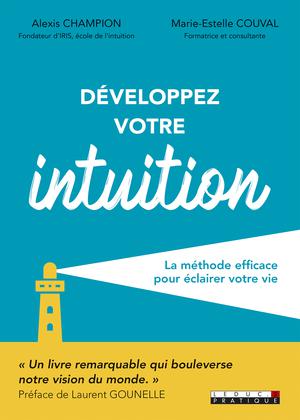 Alexis CHAMPION
Fondateur d'IRIS, école de l'intuition
Marie-Estelle COUVAL
Formatrice et consultante
DÉVELOPPEZ
VOTRE
intuition
La méthode efficace
pour éclairer votre vie
« Un livre remarquable qui bouleverse
notre vision du monde. »
Préface de Laurent GOUNELLE
LEDUC
PRATIQUE